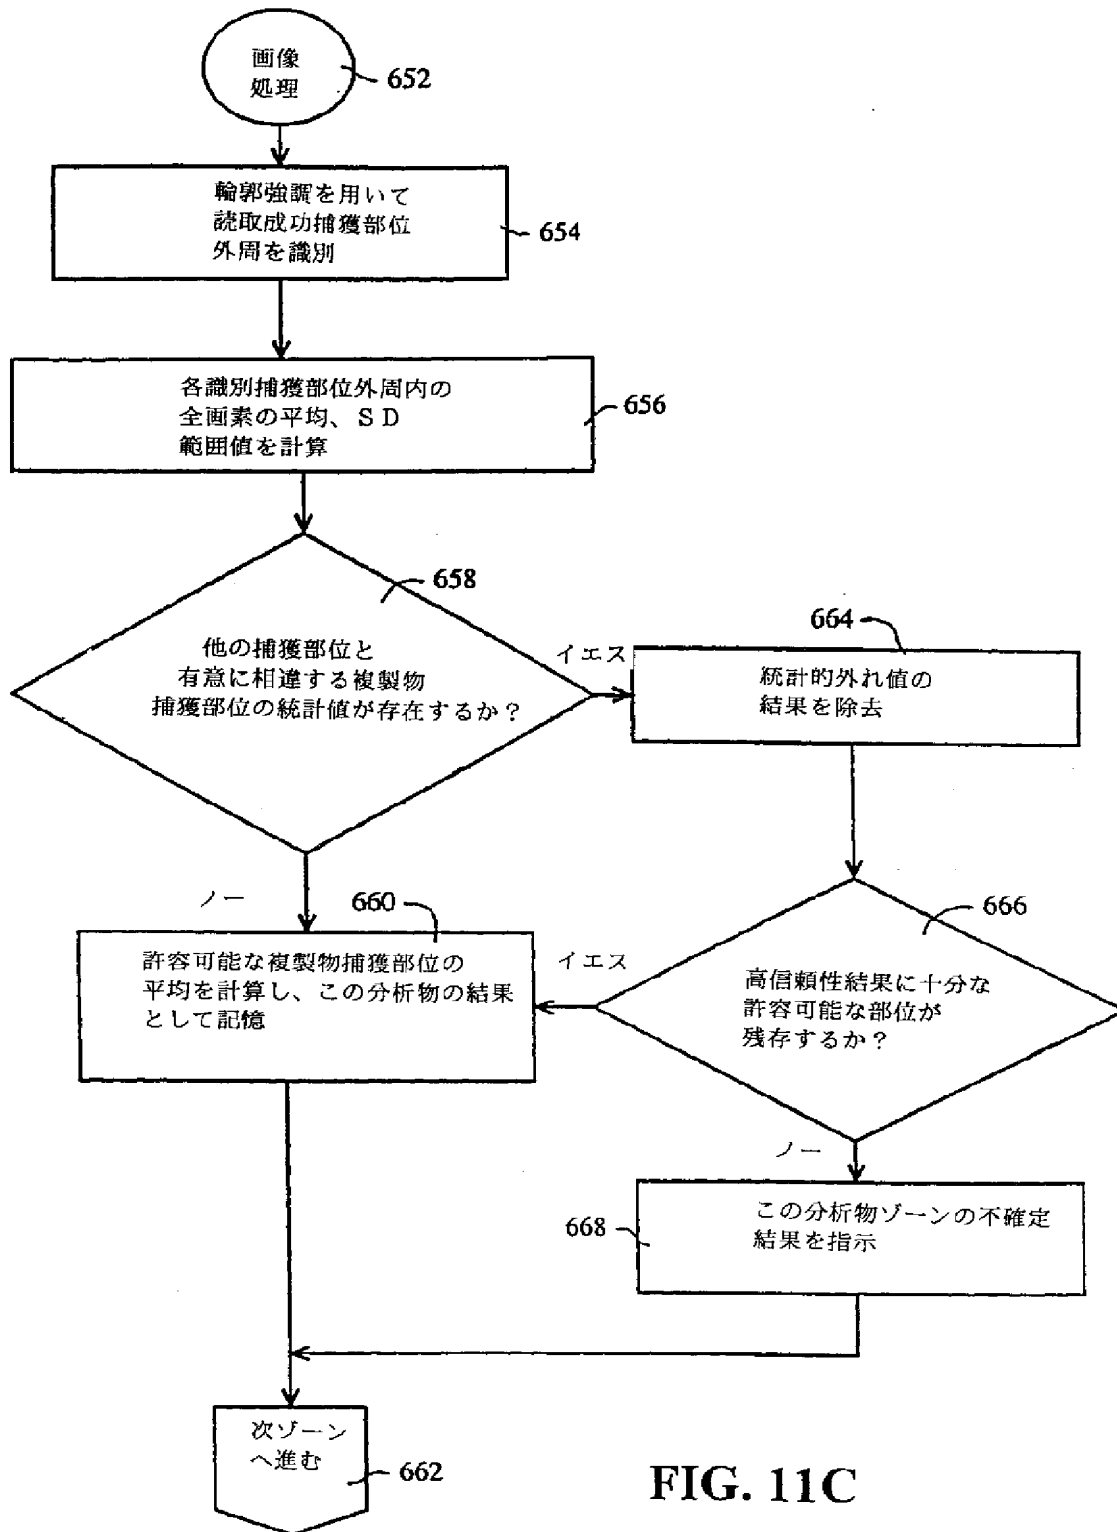 画像
処理
652
輪郭強調を用いて
読取成功捕獲部位
外周を識別
654
各識別捕獲部位外周内の
全画素の平均、SD
範囲値を計算
656
658
他の捕獲部位と
有意に相違する複製物
捕獲部位の統計値が存在するか?
イエス
664
統計的外れ値の
結果を除去
ノー
660
許容可能な複製物捕獲部位の
平均を計算し、この分析物の結果
として記憶
イエス
666
高信頼性結果に十分な
許容可能な部位が
残存するか?
ノー
668
この分析物ゾーンの不確定
結果を指示
次ゾーン
へ進む
662
FIG. 11C